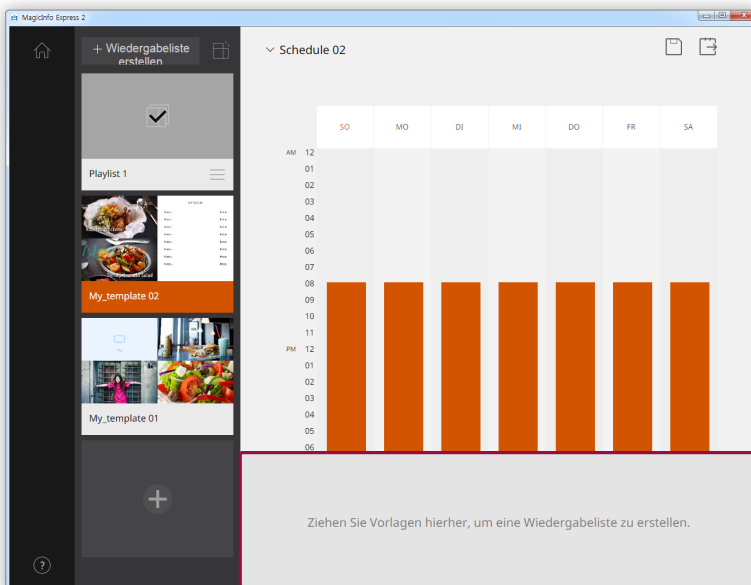 MagicInfo Express 2
+ Wiedergabeliste
erstellen
Schedule 02
SO MO DI MI DO FR SA
Playlist 1
My_template 02
My_template 01
AM 12
01
02
03
04
05
06
07
08
09
10
11
PM 12
01
02
03
04
05
06
Ziehen Sie Vorlagen hierher, um eine Wiedergabeliste zu erstellen.
?